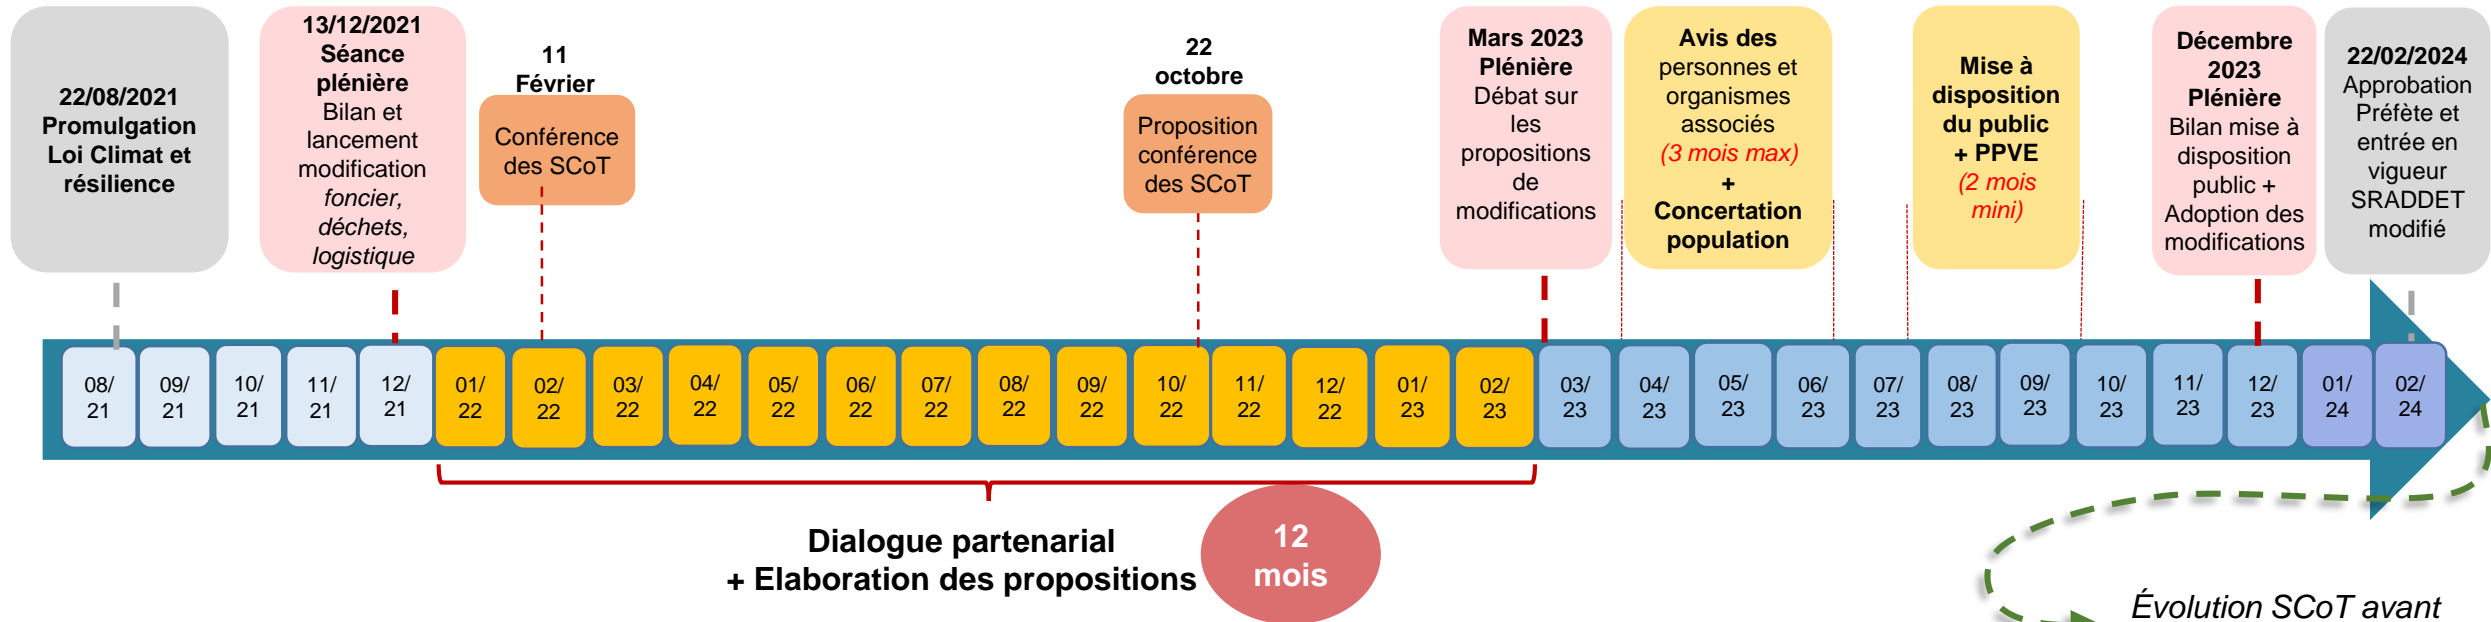 22/08/2021
Promulgation
Loi Climat et
résilience
13/12/2021
Séance
plénière
Bilan et
lancement
modification
foncier,
déchets,
logistique
11
Février
Conférence
des SCoT
22
octobre
Proposition
conférence
des SCoT
Mars 2023
Plénière
Débat sur
les
propositions
de
modifications
Avis des
personnes et
organismes
associés
(3 mois max)
+
Concertation
population
Mise à
disposition
du public
+ PPVE
(2 mois
mini)
Décembre
2023
Plénière
Bilan mise à
disposition
public +
Adoption des
modifications
22/02/2024
Approbation
Préfète et
entrée en
vigueur
SRADDET
modifié
08/
21
09/
21
10/
21
11/
21
12/
21
01/
22
02/
22
03/
22
04/
22
05/
22
06/
22
07/
22
08/
22
09/
22
10/
22
11/
22
12/
22
01/
23
02/
23
03/
23
04/
23
05/
23
06/
23
07/
23
08/
23
09/
23
10/
23
11/
23
12/
23
01/
24
02/
24
Dialogue partenarial
+ Elaboration des propositions
12
mois
Évolution SCoT avant